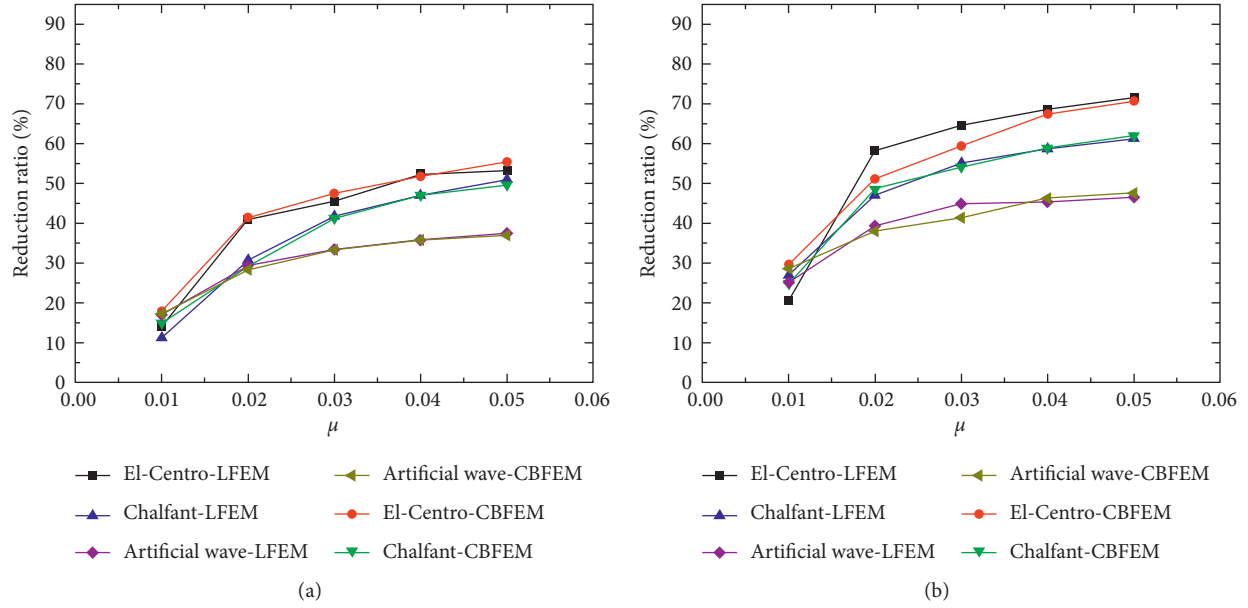 90
80
70
60
50
40
30
20
10
0
Reduction ratio (%)
0.00 0.01 0.02 0.03 0.04 0.05 0.06
μ
El-Centro-LFEM
Chalfant-LFEM
Artificial wave-LFEM
Artificial wave-CBFEM
El-Centro-CBFEM
Chalfant-CBFEM
(a)
90
80
70
60
50
40
30
20
10
0
Reduction ratio (%)
0.00 0.01 0.02 0.03 0.04 0.05 0.06
μ
El-Centro-LFEM
Chalfant-LFEM
Artificial wave-LFEM
Artificial wave-CBFEM
El-Centro-CBFEM
Chalfant-CBFEM
(b)